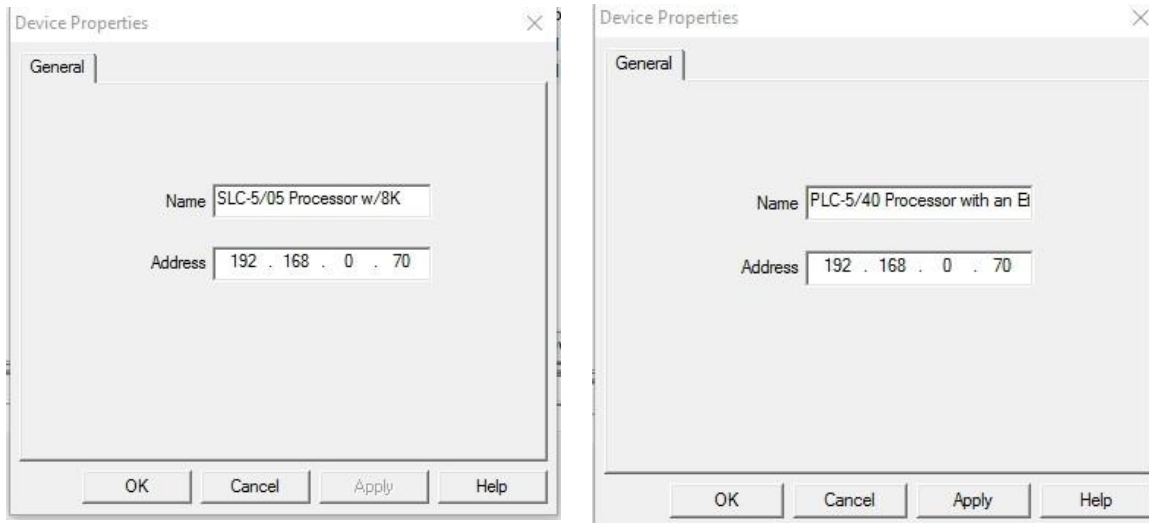 Device Properties
General
Name SLC-5/05 Processor w/8K
Address 192 . 168 . 0 . 70
OK Cancel Apply Help
Device Properties
General
Name PLC-5/40 Processor with an
Address 192 . 168 . 0 . 70
OK Cancel Apply Help